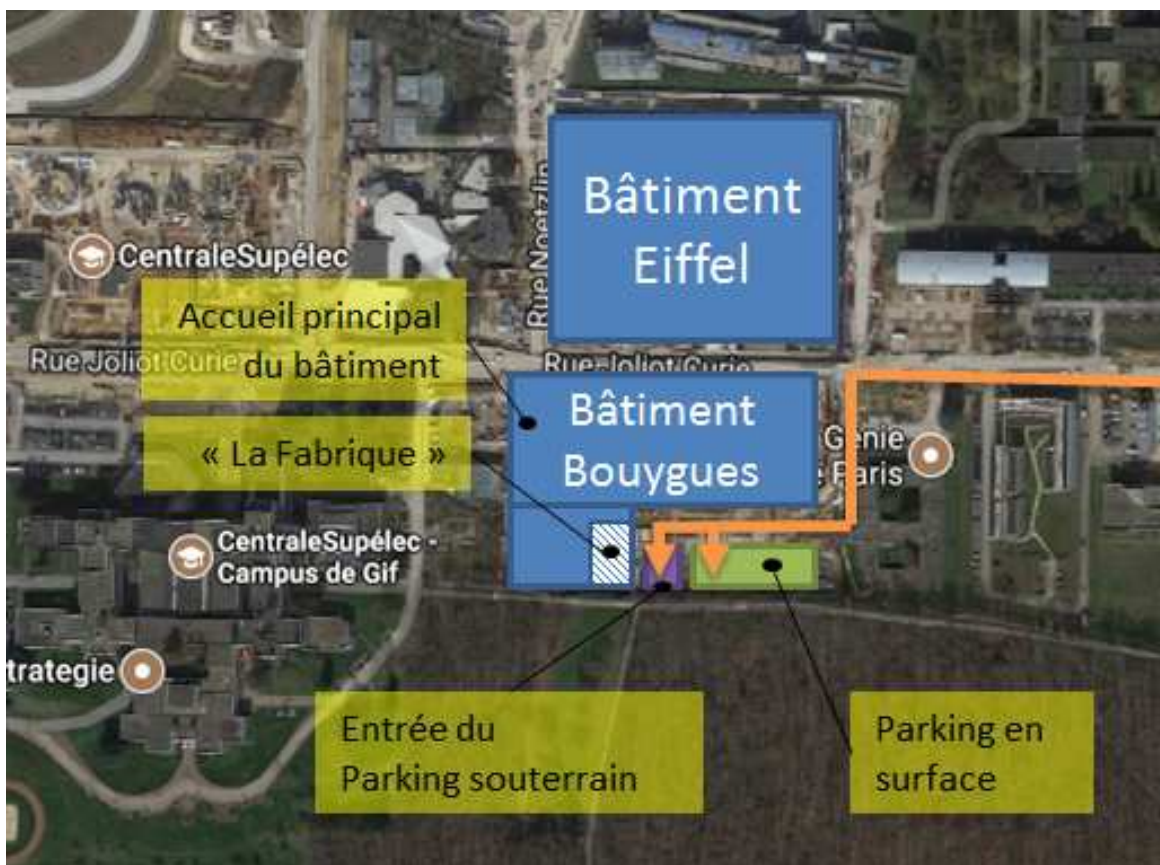 Bâtiment
Eiffel
Rue Noetzlin
CentraleSupélec
Accueil principal
du bâtiment
Rue Joliot Curie
Rue Joliot Curie
Bâtiment
Bouygues
« La Fabrique »
Génie
Paris
CentraleSupélec -
Campus de Gif
trategie
Entrée du
Parking souterrain
Parking en
surface